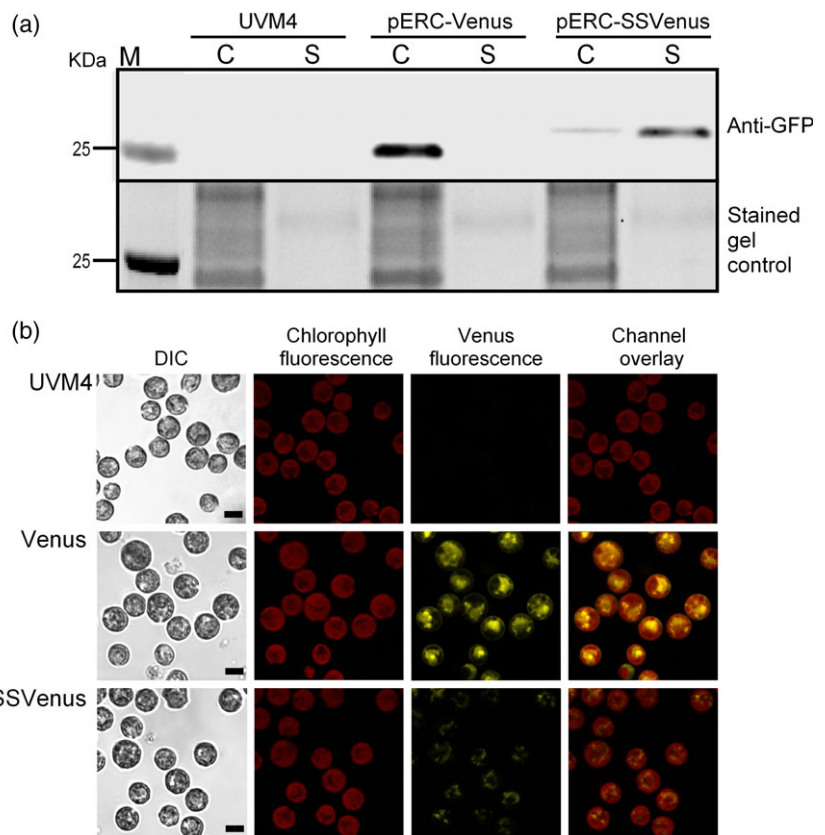 (a)
UVM4 pERC-Venus pERC-SSVenus
KDa M C S C S C S
25 Anti-GFP
25 Stained
gel
control
(b)
Chlorophyll Venus Channel
DIC fluorescence fluorescence overlay
UVM4
Venus
SSVenus